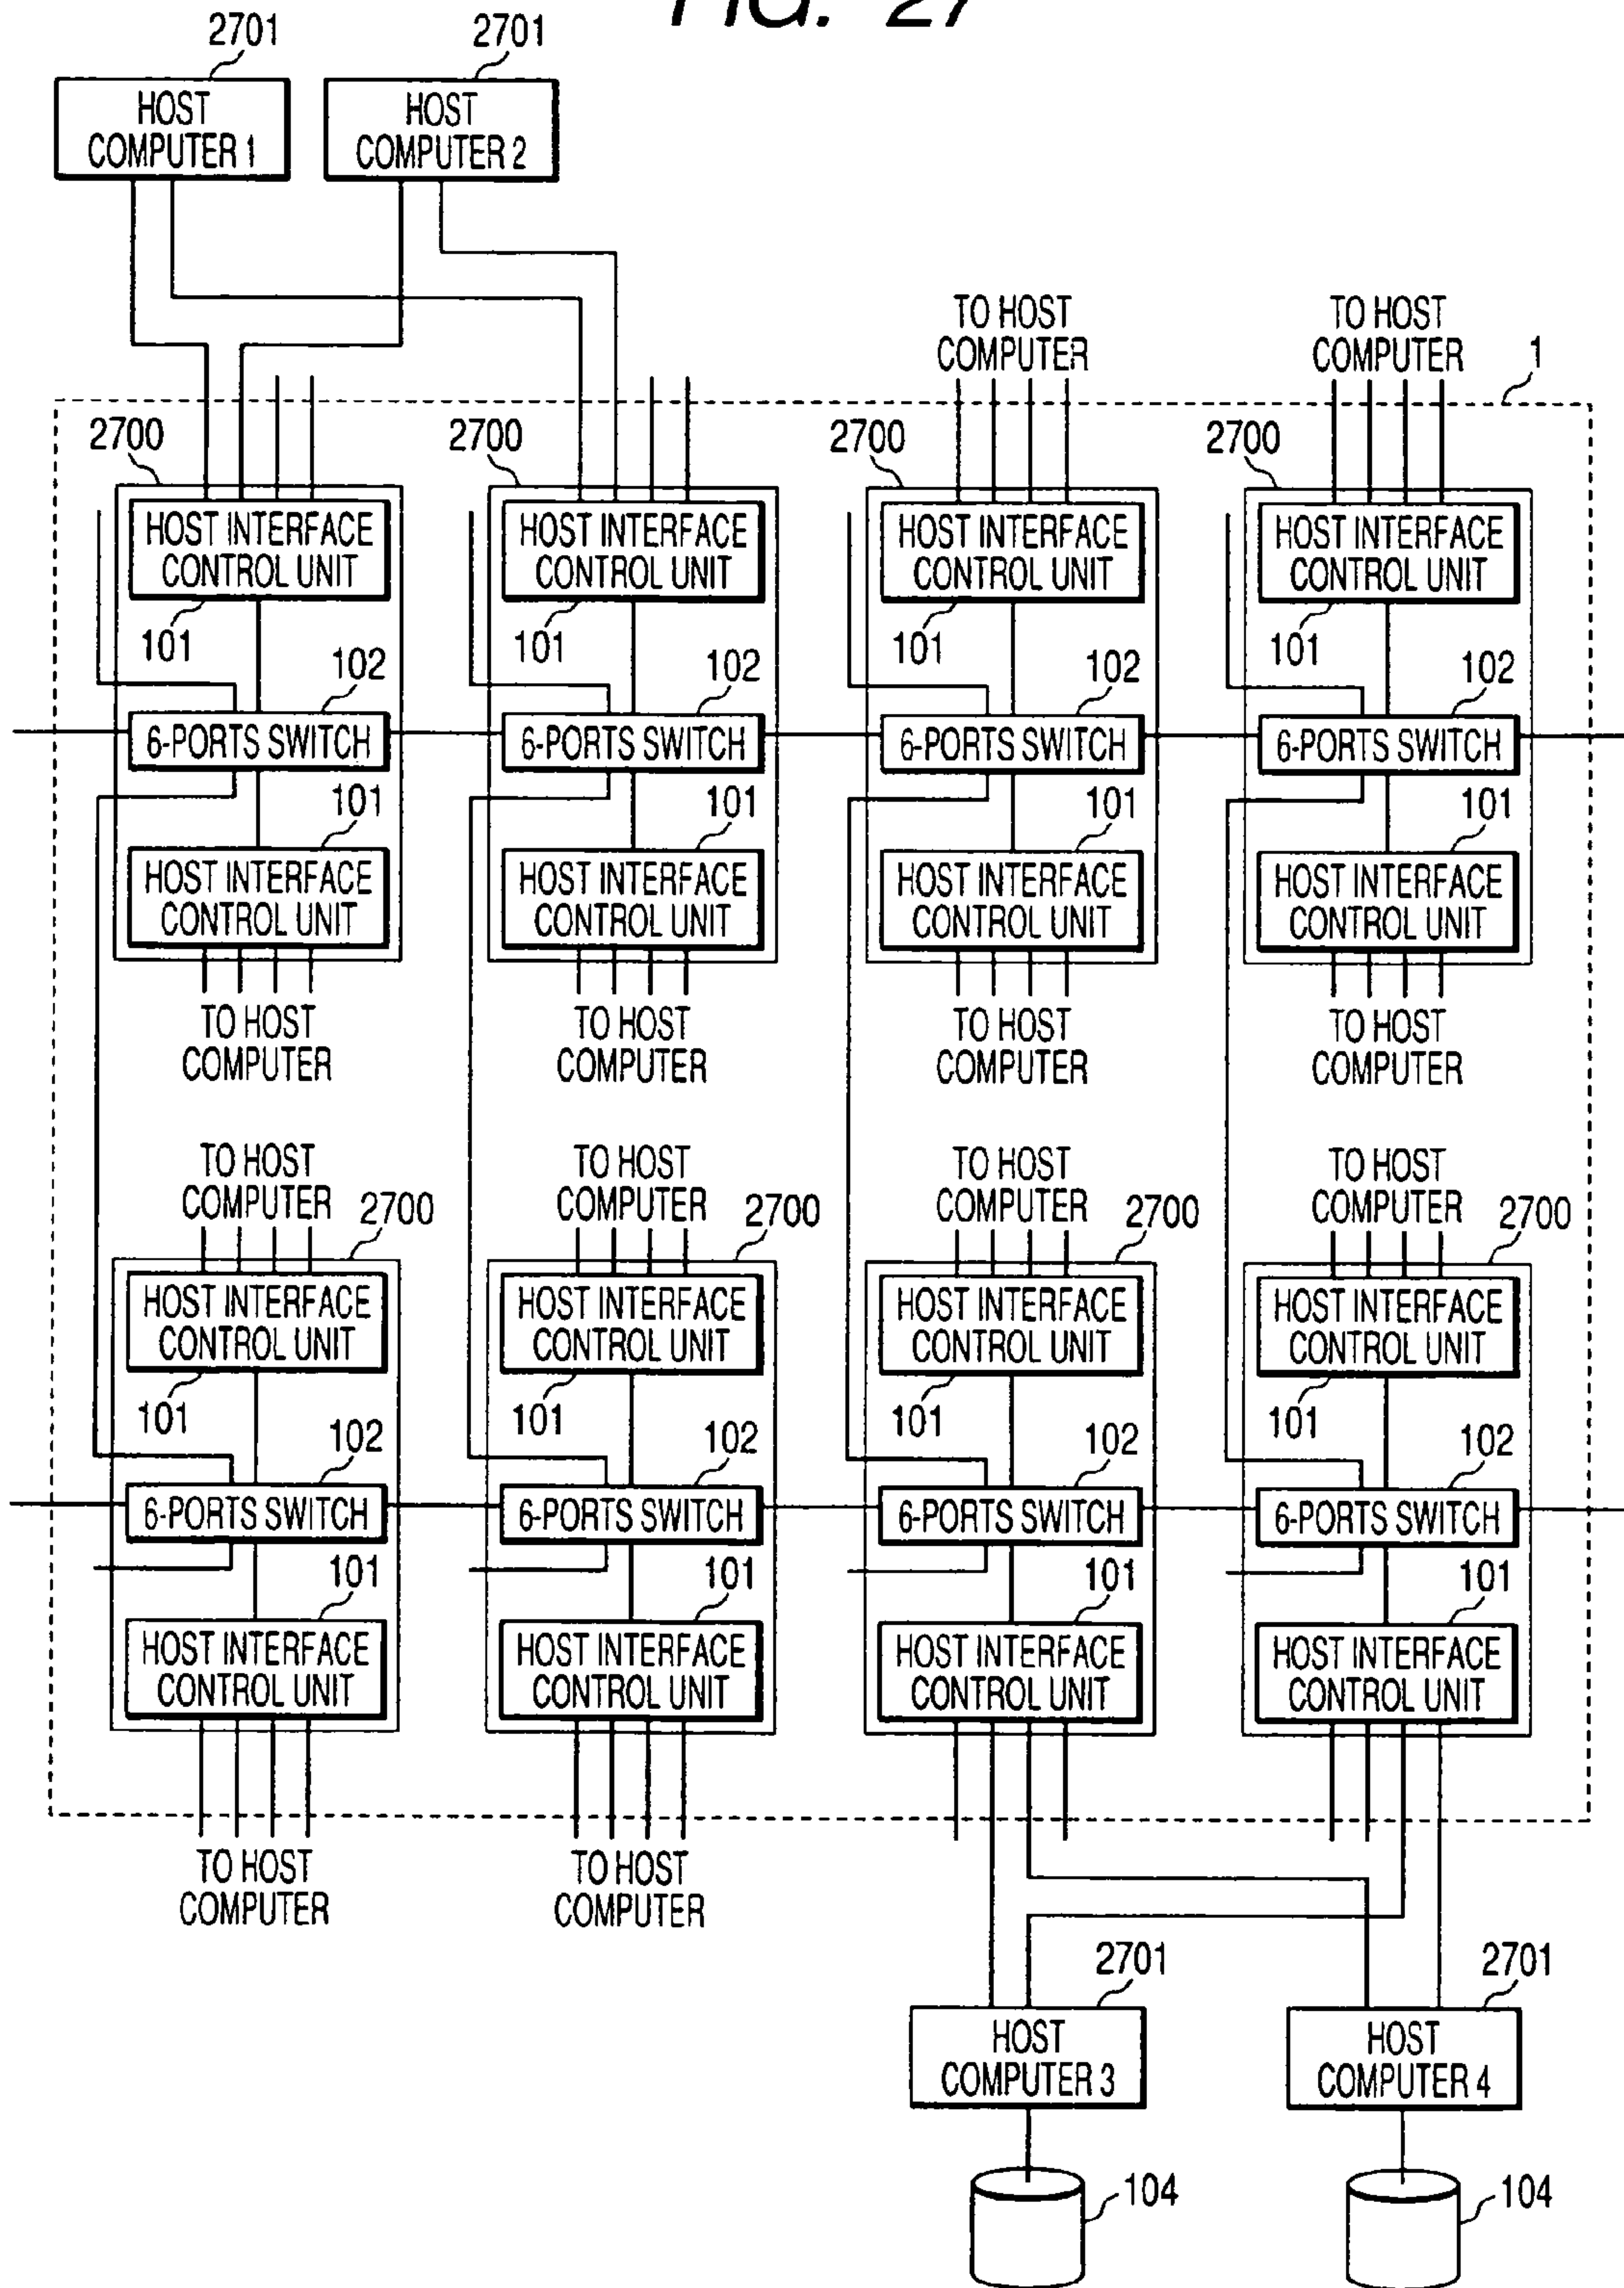 FIG. 27
2701
2701
HOST
COMPUTER 1
HOST
COMPUTER 2
TO HOST
COMPUTER
TO HOST
COMPUTER
1
2700
2700
2700
2700
HOST INTERFACE
CONTROL UNIT
HOST INTERFACE
CONTROL UNIT
HOST INTERFACE
CONTROL UNIT
HOST INTERFACE
CONTROL UNIT
101
101
101
101
102
102
102
102
6-PORTS SWITCH
6-PORTS SWITCH
6-PORTS SWITCH
6-PORTS SWITCH
101
101
101
101
HOST INTERFACE
CONTROL UNIT
HOST INTERFACE
CONTROL UNIT
HOST INTERFACE
CONTROL UNIT
HOST INTERFACE
CONTROL UNIT
TO HOST
COMPUTER
TO HOST
COMPUTER
TO HOST
COMPUTER
TO HOST
COMPUTER
TO HOST
COMPUTER
TO HOST
COMPUTER
TO HOST
COMPUTER
TO HOST
COMPUTER
2700
2700
2700
2700
HOST INTERFACE
CONTROL UNIT
HOST INTERFACE
CONTROL UNIT
HOST INTERFACE
CONTROL UNIT
HOST INTERFACE
CONTROL UNIT
101
101
101
101
102
102
102
102
6-PORTS SWITCH
6-PORTS SWITCH
6-PORTS SWITCH
6-PORTS SWITCH
101
101
101
101
HOST INTERFACE
CONTROL UNIT
HOST INTERFACE
CONTROL UNIT
HOST INTERFACE
CONTROL UNIT
HOST INTERFACE
CONTROL UNIT
TO HOST
COMPUTER
TO HOST
COMPUTER
2701
2701
HOST
COMPUTER 3
HOST
COMPUTER 4
104
104